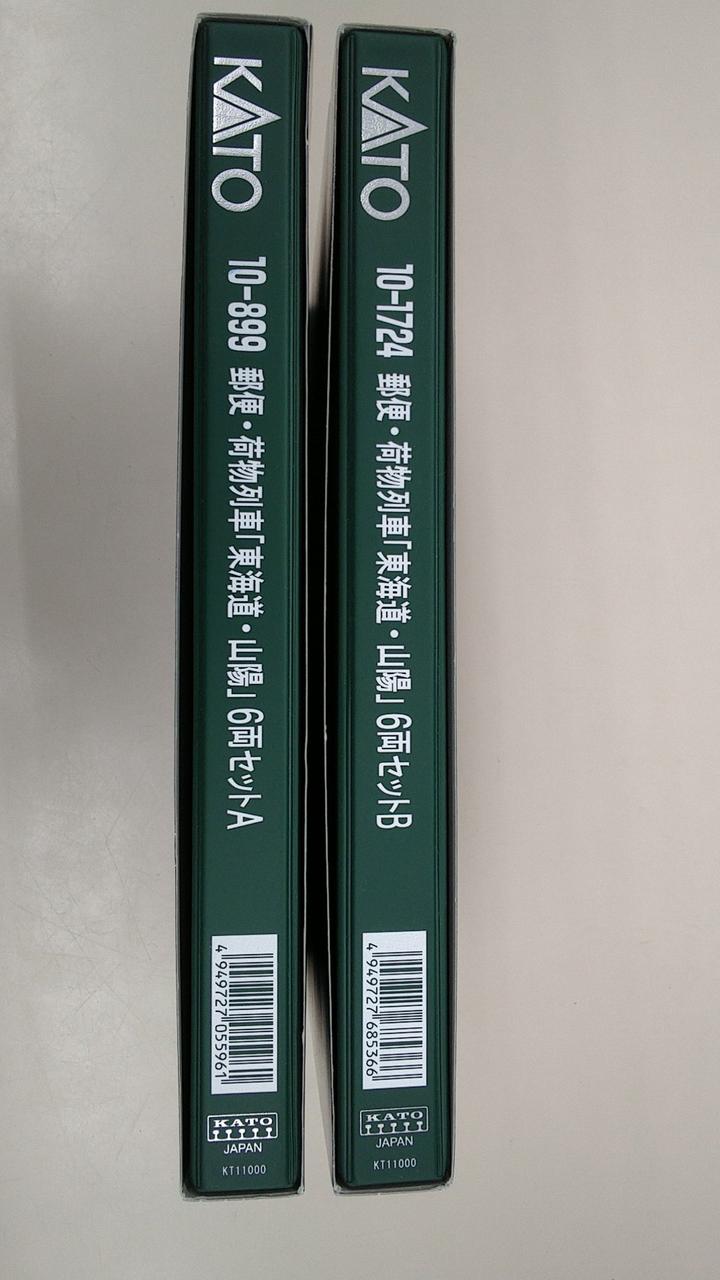 KATO
10-899 郵便・荷物列車「東海道・山陽」 6両セットA
4 949727 055961
KATO
JAPAN
KT11000
KATO
10-1724 郵便・荷物列車「東海道・山陽」 6両セットB
4 949727 685366
KATO
JAPAN
KT11000